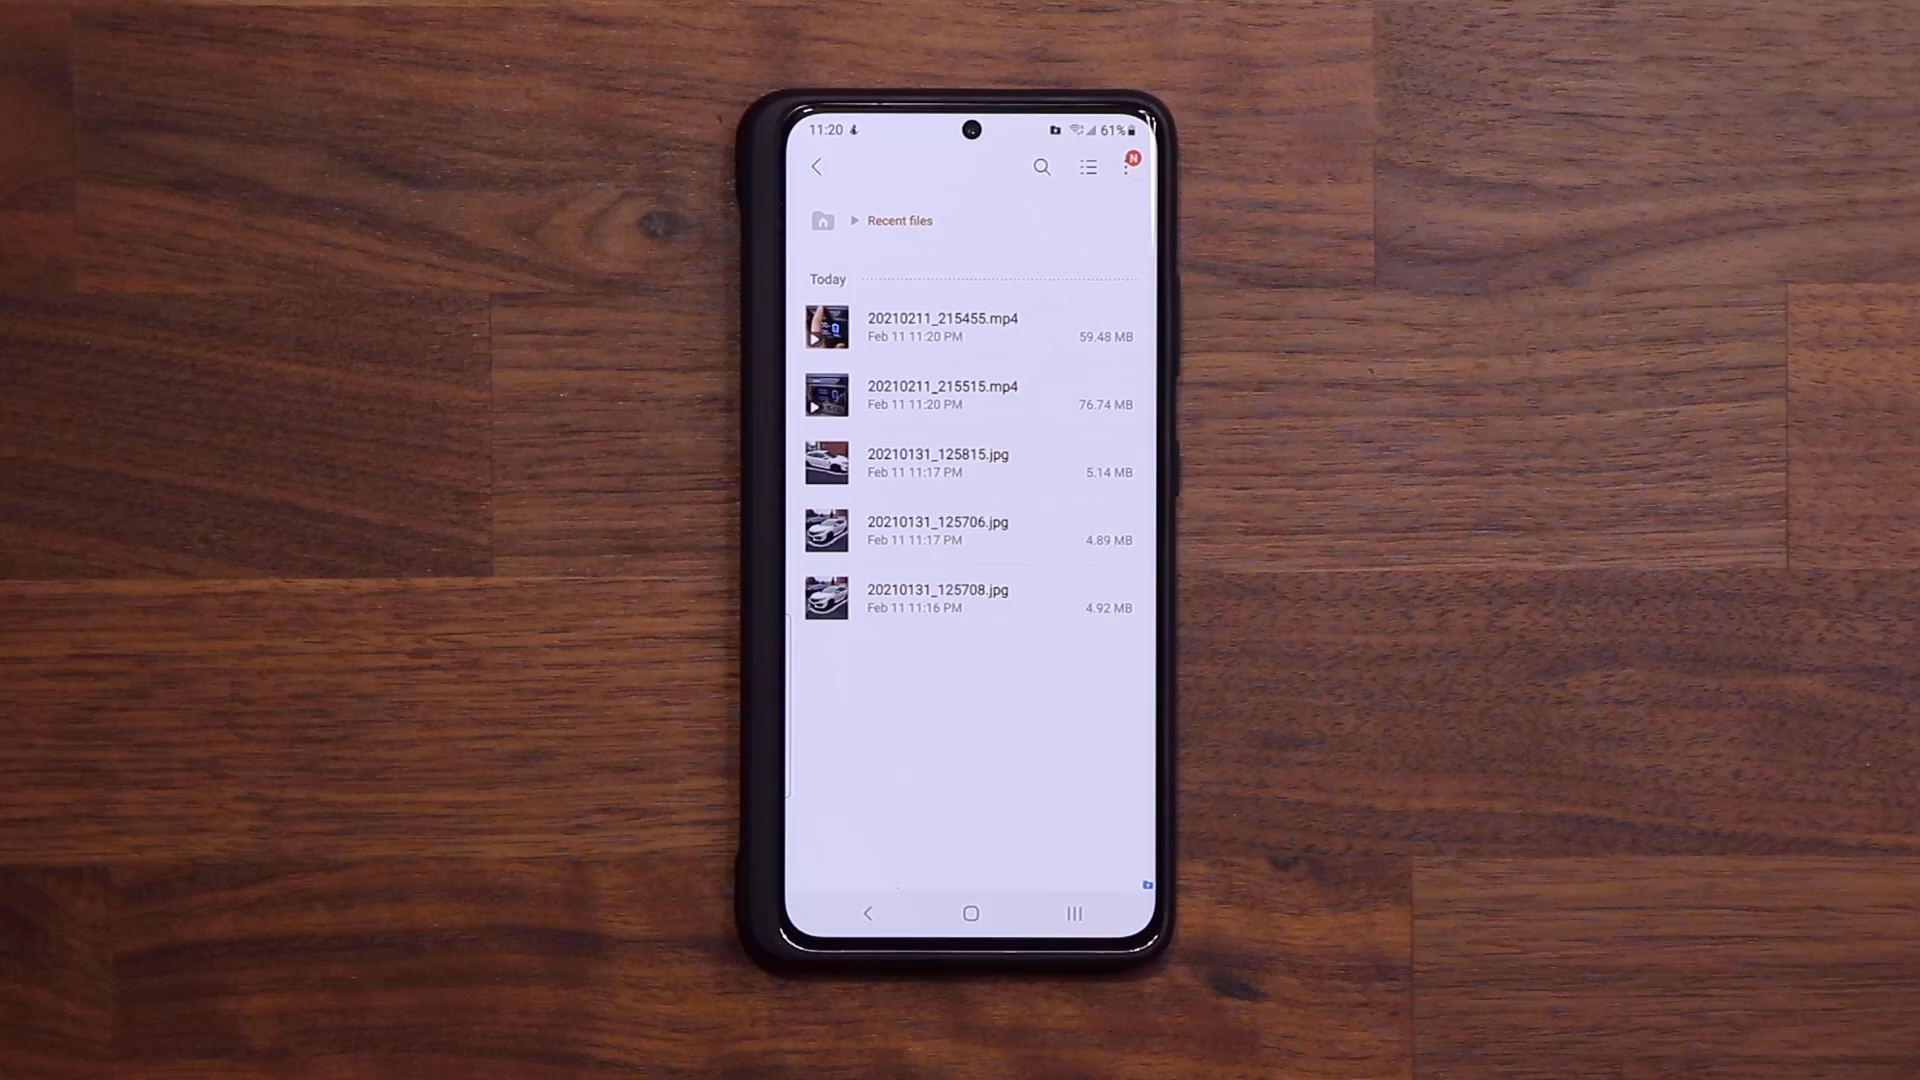 11:20 61%
N
Recent files
Today
20210211_215455.mp4
Feb 11 11:20 PM 59.48 MB
20210211_215515.mp4
Feb 11 11:20 PM 76.74 MB
20210131_125815.jpg
Feb 11 11:17 PM 5.14 MB
20210131_125706.jpg
Feb 11 11:17 PM 4.89 MB
20210131_125708.jpg
Feb 11 11:16 PM 4.92 MB